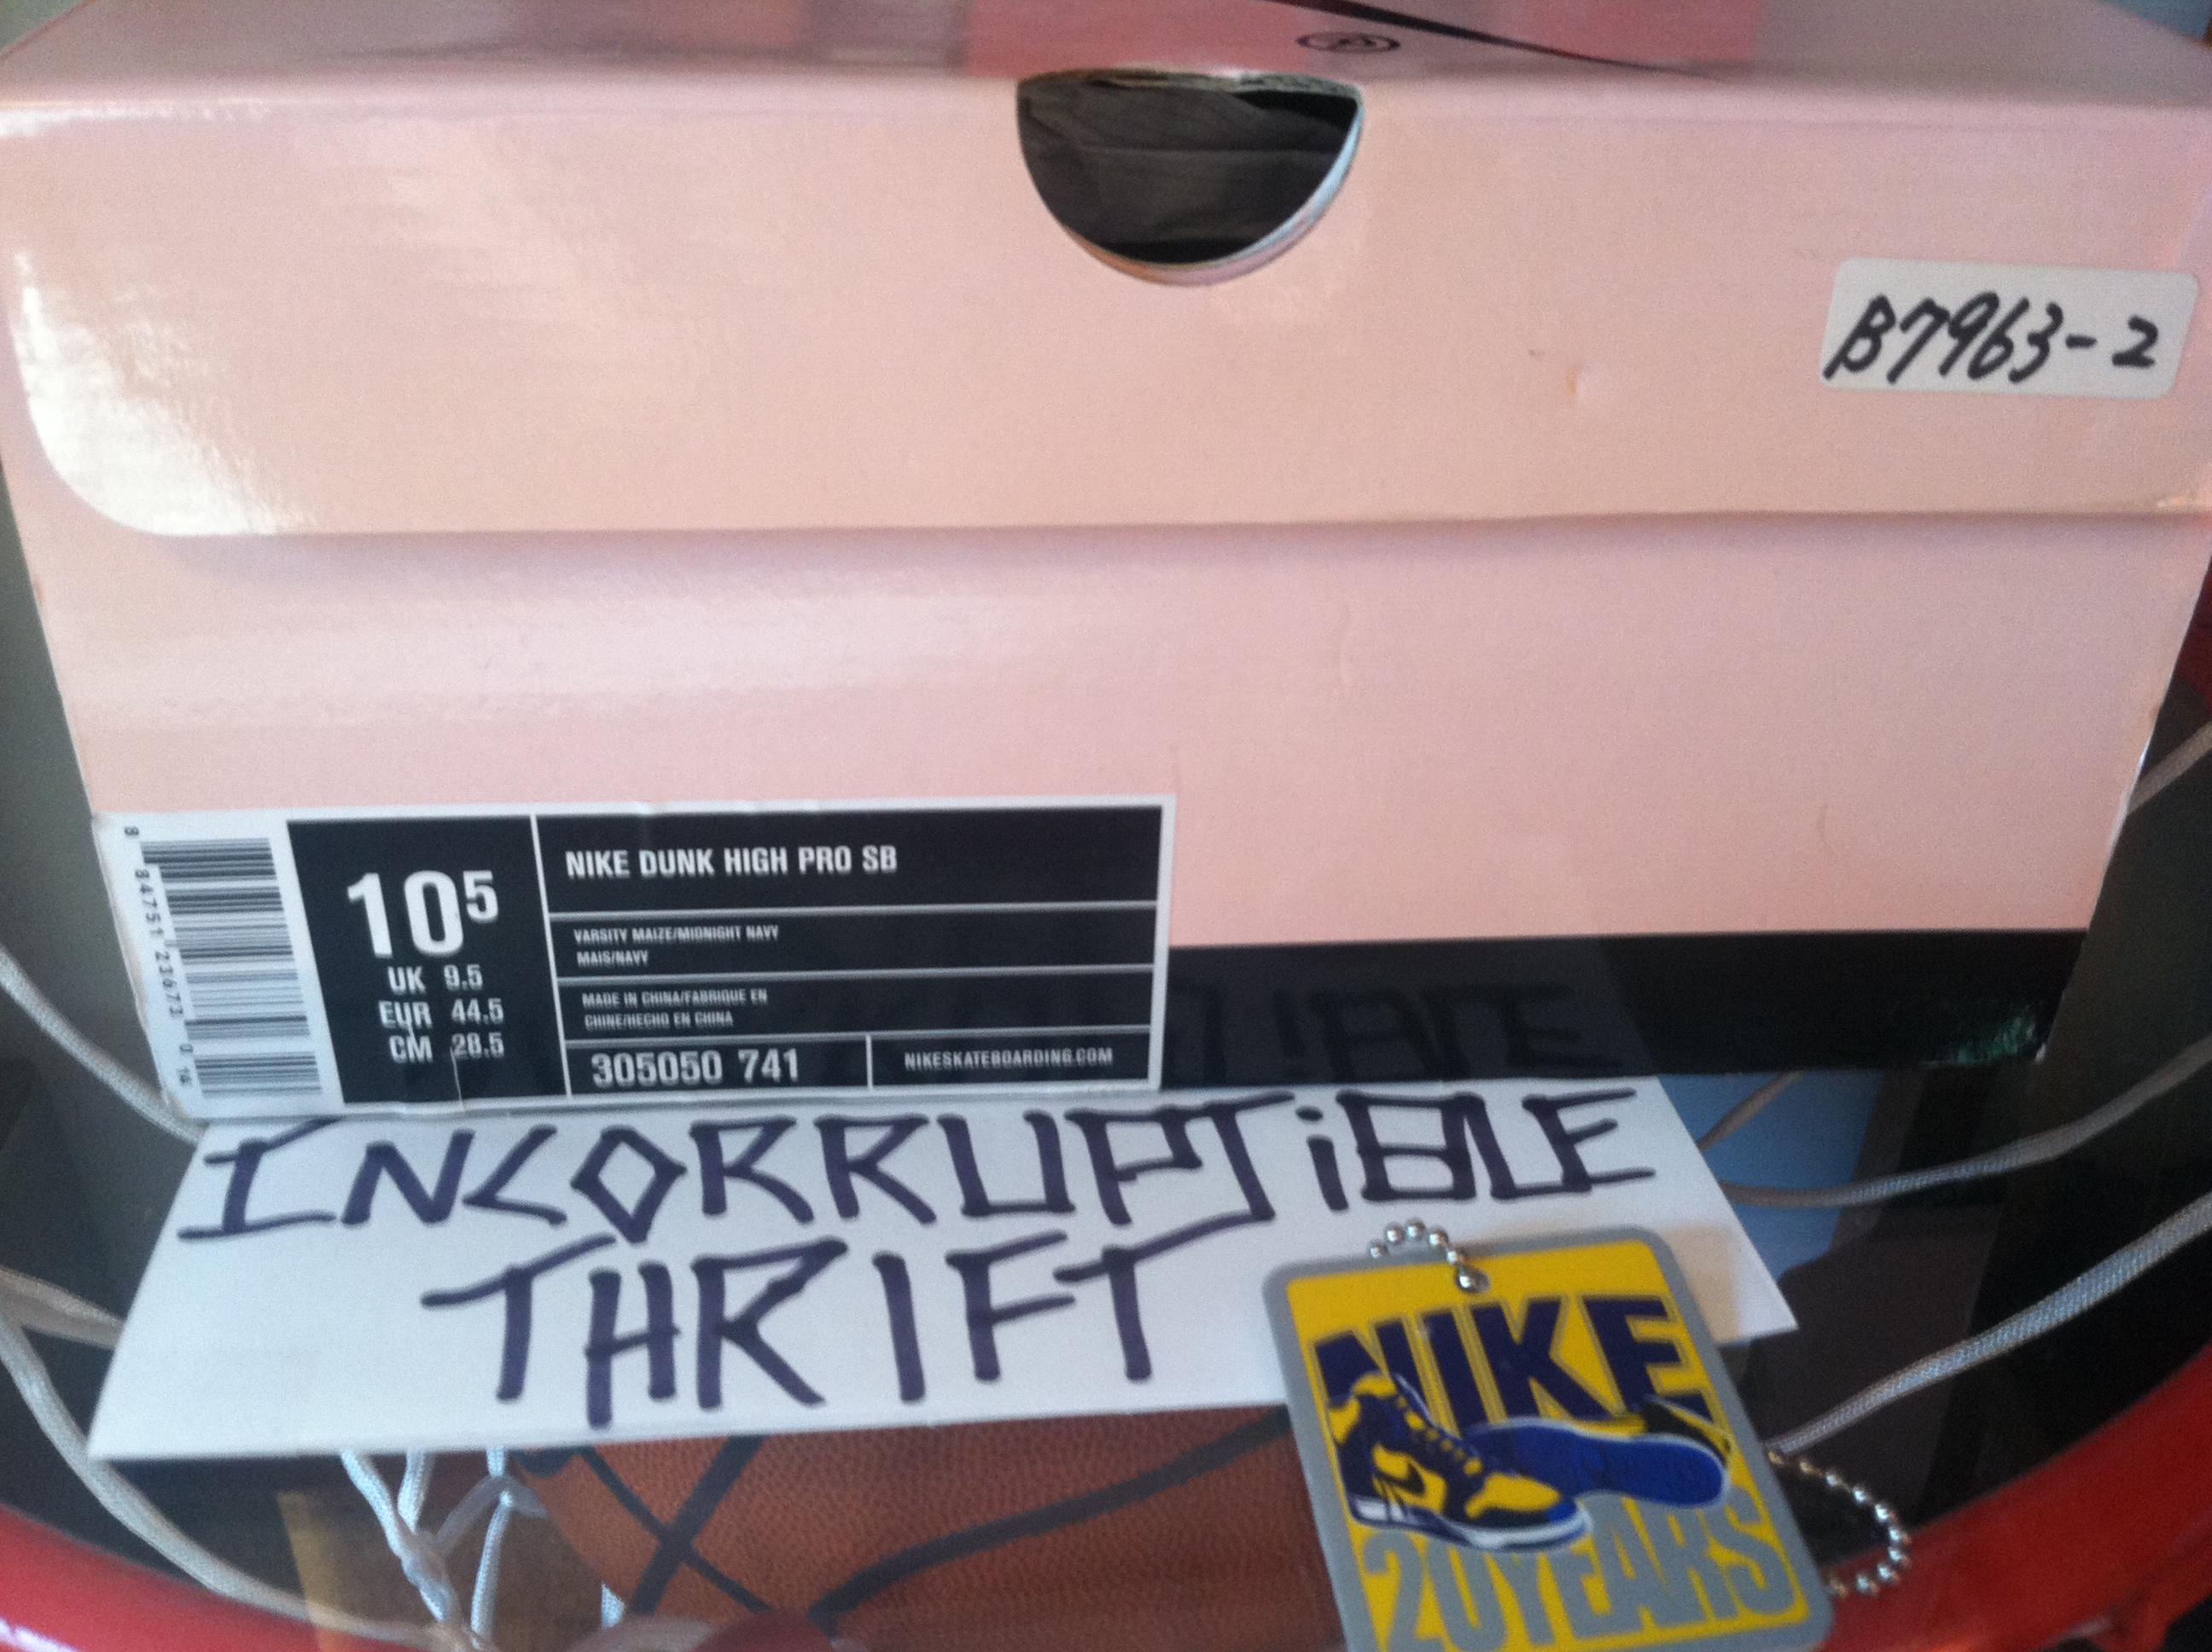 B7963-2
10⁵
UK 9.5
EUR 44.5
CM 28.5
NIKE DUNK HIGH PRO SB
VARSITY MAIZE/MIDNIGHT NAVY
MAIS/NAVY
MADE IN CHINA/FABRIQUE EN
CHINE/HECHO EN CHINA
305050 741
NIKESKATEBOARDING.COM
INCORRUPTiBLE
THRIFT
NIKE
20YEARS